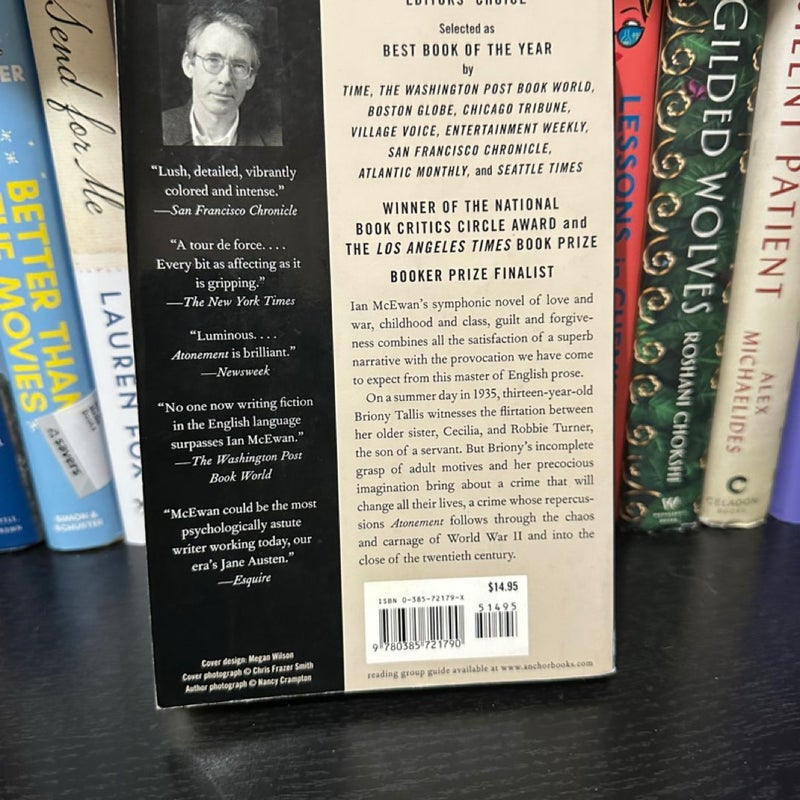 EDITORS' CHOICE
Selected as
BEST BOOK OF THE YEAR
by
TIME, THE WASHINGTON POST BOOK WORLD,
BOSTON GLOBE, CHICAGO TRIBUNE,
VILLAGE VOICE, ENTERTAINMENT WEEKLY,
SAN FRANCISCO CHRONICLE,
ATLANTIC MONTHLY, and SEATTLE TIMES
WINNER OF THE NATIONAL
BOOK CRITICS CIRCLE AWARD and
THE LOS ANGELES TIMES BOOK PRIZE
BOOKER PRIZE FINALIST
Ian McEwan's symphonic novel of love and
war, childhood and class, guilt and forgive-
ness combines all the satisfaction of a superb
narrative with the provocation we have come
to expect from this master of English prose.
On a summer day in 1935, thirteen-year-old
Briony Tallis witnesses the flirtation between
her older sister, Cecilia, and Robbie Turner,
the son of a servant. But Briony's incomplete
grasp of adult motives and her precocious
imagination bring about a crime that will
change all their lives, a crime whose repercus-
sions Atonement follows through the chaos
and carnage of World War II and into the
close of the twentieth century.
$14.95
ISBN 0-385-72179-X
51495
9 780385 721790
reading group guide available at www.anchorbooks.com
"Lush, detailed, vibrantly
colored and intense."
—San Francisco Chronicle
"A tour de force. . . .
Every bit as affecting as it
is gripping."
—The New York Times
"Luminous. . . .
Atonement is brilliant."
—Newsweek
"No one now writing fiction
in the English language
surpasses Ian McEwan."
—The Washington Post
Book World
"McEwan could be the most
psychologically astute
writer working today, our
era's Jane Austen."
—Esquire
Cover design: Megan Wilson
Cover photograph © Chris Frazer Smith
Author photograph © Nancy Crampton
BETTER THAN
THE MOVIES
SIMON &
SCHUSTER
savers
Send for Me
LAUREN FOX
LESSONS in
GILDED WOLVES
ROSHANI CHOKSHI
PATIENT
ALEX
MICHAELIDES
CELADON
BOOKS